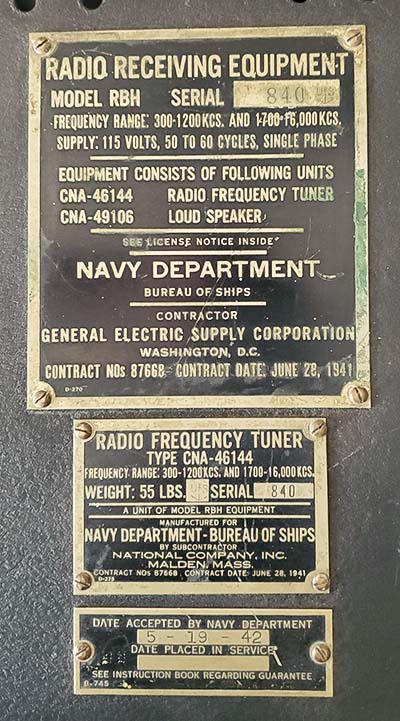 RADIO RECEIVING EQUIPMENT
MODEL RBH SERIAL 840
FREQUENCY RANGE: 300-1200KCS. AND 1700-16,000KCS.
SUPPLY: 115 VOLTS, 50 TO 60 CYCLES, SINGLE PHASE
EQUIPMENT CONSISTS OF FOLLOWING UNITS
CNA-46144 RADIO FREQUENCY TUNER
CNA-49106 LOUD SPEAKER
SEE LICENSE NOTICE INSIDE
NAVY DEPARTMENT
BUREAU OF SHIPS
CONTRACTOR
GENERAL ELECTRIC SUPPLY CORPORATION
WASHINGTON, D.C.
CONTRACT NOs 87668 CONTRACT DATE: JUNE 28, 1941
D-270
RADIO FREQUENCY TUNER
TYPE CNA-46144
FREQUENCY RANGE: 300-1200KCS. AND 1700-16,000KCS.
WEIGHT: 55 LBS. SERIAL 840
A UNIT OF MODEL RBH EQUIPMENT
MANUFACTURED FOR
NAVY DEPARTMENT-BUREAU OF SHIPS
BY SUBCONTRACTOR
NATIONAL COMPANY, INC.
MALDEN, MASS.
CONTRACT NOs 87668 CONTRACT DATE: JUNE 28, 1941
D-275
DATE ACCEPTED BY NAVY DEPARTMENT
5 - 19 - 42
DATE PLACED IN SERVICE
SEE INSTRUCTION BOOK REGARDING GUARANTEE
D-745